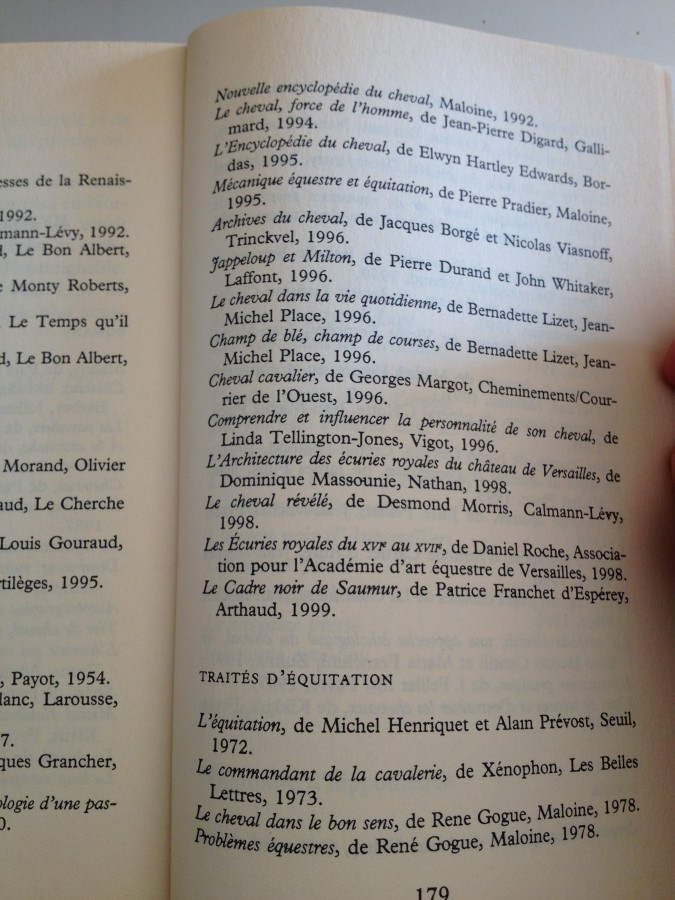 esses de la Renais-
1992.
mann-Lévy, 1992.
d, Le Bon Albert,
e Monty Roberts,
Le Temps qu'il
d, Le Bon Albert,
Morand, Olivier
aud, Le Cherche
Louis Gouraud,
rtilèges, 1995.
, Payot, 1954.
lanc, Larousse,
7.
ques Grancher,
ologie d'une pas-
0.
Nouvelle encyclopédie du cheval, Maloine, 1992.
Le cheval, force de l'homme, de Jean-Pierre Digard, Galli-
mard, 1994.
L'Encyclopédie du cheval, de Elwyn Hartley Edwards, Bor-
das, 1995.
Mécanique équestre et équitation, de Pierre Pradier, Maloine,
1995.
Archives du cheval, de Jacques Borgé et Nicolas Viasnoff,
Trinckvel, 1996.
Jappeloup et Milton, de Pierre Durand et John Whitaker,
Laffont, 1996.
Le cheval dans la vie quotidienne, de Bernadette Lizet, Jean-
Michel Place, 1996.
Champ de blé, champ de courses, de Bernadette Lizet, Jean-
Michel Place, 1996.
Cheval cavalier, de Georges Margot, Cheminements/Cour-
rier de l'Ouest, 1996.
Comprendre et influencer la personnalité de son cheval, de
Linda Tellington-Jones, Vigot, 1996.
L'Architecture des écuries royales du château de Versailles, de
Dominique Massounie, Nathan, 1998.
Le cheval révélé, de Desmond Morris, Calmann-Lévy,
1998.
Les Écuries royales du XVIe au XVIIe, de Daniel Roche, Associa-
tion pour l'Académie d'art équestre de Versailles, 1998.
Le Cadre noir de Saumur, de Patrice Franchet d'Espérey,
Arthaud, 1999.
TRAITÉS D'ÉQUITATION
L'équitation, de Michel Henriquet et Alain Prévost, Seuil,
1972.
Le commandant de la cavalerie, de Xénophon, Les Belles
Lettres, 1973.
Le cheval dans le bon sens, de Rene Gogue, Maloine, 1978.
Problèmes équestres, de René Gogue, Maloine, 1978.
179